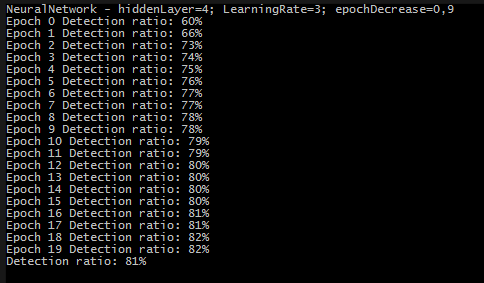 NeuralNetwork - hiddenLayer=4; LearningRate=3; epochDecrease=0,9
Epoch 0 Detection ratio: 60%
Epoch 1 Detection ratio: 66%
Epoch 2 Detection ratio: 73%
Epoch 3 Detection ratio: 74%
Epoch 4 Detection ratio: 75%
Epoch 5 Detection ratio: 76%
Epoch 6 Detection ratio: 77%
Epoch 7 Detection ratio: 77%
Epoch 8 Detection ratio: 78%
Epoch 9 Detection ratio: 78%
Epoch 10 Detection ratio: 79%
Epoch 11 Detection ratio: 79%
Epoch 12 Detection ratio: 80%
Epoch 13 Detection ratio: 80%
Epoch 14 Detection ratio: 80%
Epoch 15 Detection ratio: 80%
Epoch 16 Detection ratio: 81%
Epoch 17 Detection ratio: 81%
Epoch 18 Detection ratio: 82%
Epoch 19 Detection ratio: 82%
Detection ratio: 81%